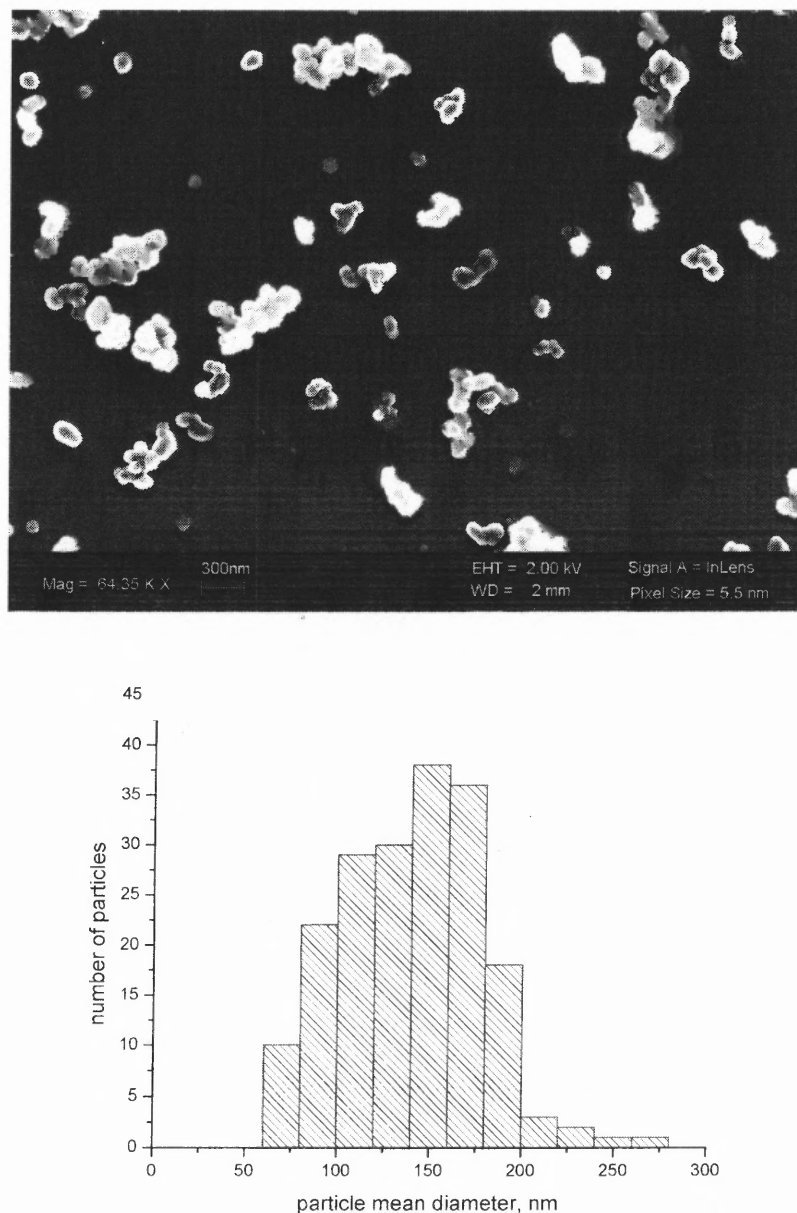 Mag = 64.35 K X
300nm
EHT = 2.00 kV
WD = 2 mm
Signal A = InLens
Pixel Size = 5.5 nm
45
40
35
30
25
20
15
10
5
0
number of particles
0 50 100 150 200 250 300
particle mean diameter, nm